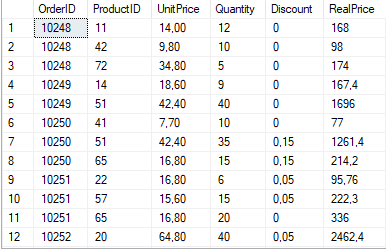 OrderID ProductID UnitPrice Quantity Discount RealPrice
1 10248 11 14,00 12 0 168
2 10248 42 9,80 10 0 98
3 10248 72 34,80 5 0 174
4 10249 14 18,60 9 0 167,4
5 10249 51 42,40 40 0 1696
6 10250 41 7,70 10 0 77
7 10250 51 42,40 35 0,15 1261,4
8 10250 65 16,80 15 0,15 214,2
9 10251 22 16,80 6 0,05 95,76
10 10251 57 15,60 15 0,05 222,3
11 10251 65 16,80 20 0 336
12 10252 20 64,80 40 0,05 2462,4